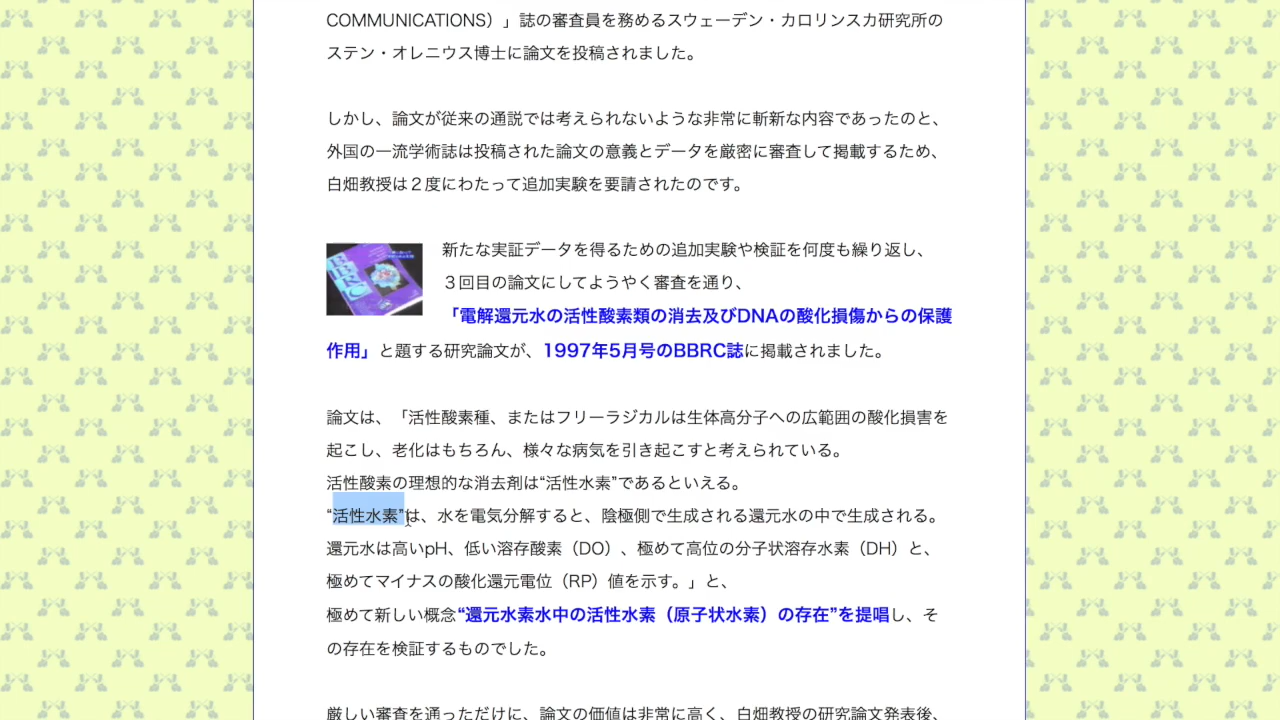 COMMUNICATIONS）」誌の審査員を務めるスウェーデン・カロリンスカ研究所の
ステン・オレニウス博士に論文を投稿されました。
しかし、論文が従来の通説では考えられないような非常に斬新な内容であったのと、
外国の一流学術誌は投稿された論文の意義とデータを厳密に審査して掲載するため、
白畑教授は２度にわたって追加実験を要請されたのです。
新たな実証データを得るための追加実験や検証を何度も繰り返し、
３回目の論文にしてようやく審査を通り、
「電解還元水の活性酸素類の消去及びDNAの酸化損傷からの保護
作用」と題する研究論文が、1997年5月号のBBRC誌に掲載されました。
論文は、「活性酸素種、またはフリーラジカルは生体高分子への広範囲の酸化損害を
起こし、老化はもちろん、様々な病気を引き起こすと考えられている。
活性酸素の理想的な消去剤は“活性水素”であるといえる。
“活性水素”は、水を電気分解すると、陰極側で生成される還元水の中で生成される。
還元水は高いpH、低い溶存酸素（DO）、極めて高位の分子状溶存水素（DH）と、
極めてマイナスの酸化還元電位（RP）値を示す。」と、
極めて新しい概念“還元水素水中の活性水素（原子状水素）の存在”を提唱し、そ
の存在を検証するものでした。
厳しい審査を通っただけに、論文の価値は非常に高く、白畑教授の研究論文発表後、